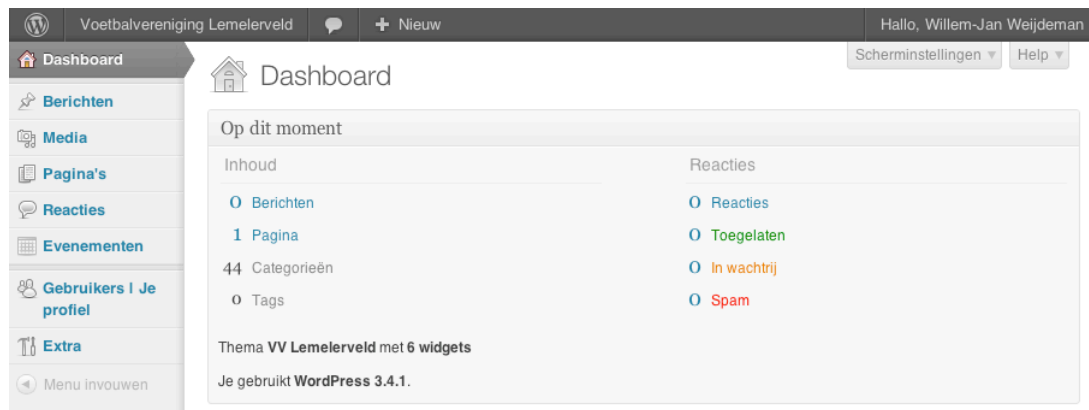 Voetbalvereniging Lemelerveld
Nieuw
Hallo, Willem-Jan Weijdeman
Dashboard
Berichten
Media
Pagina's
Reacties
Evenementen
Gebruikers | Je
profiel
Extra
Menu invouwen
Scherminstellingen
Help
Dashboard
Op dit moment
Inhoud
0 Berichten
1 Pagina
44 Categorieën
0 Tags
Reacties
0 Reacties
0 Toegelaten
0 In wachtrij
0 Spam
Thema VV Lemelerveld met 6 widgets
Je gebruikt WordPress 3.4.1.